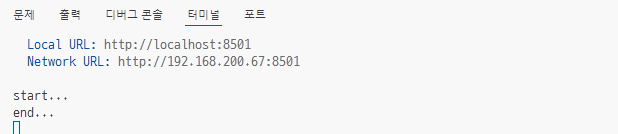 문제 출력 디버그 콘솔 터미널 포트
Local URL: http://localhost:8501
Network URL: http://192.168.200.67:8501
start...
end...